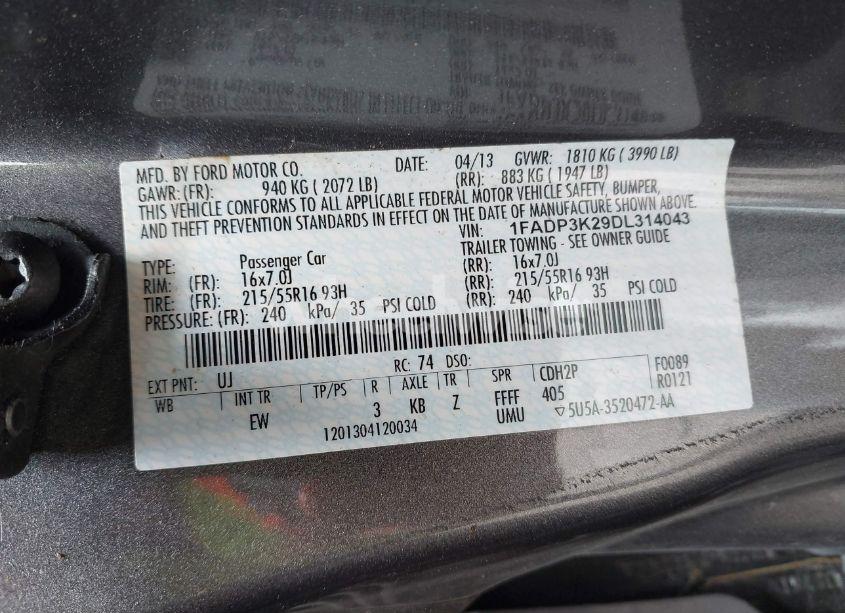 MFD. BY FORD MOTOR CO. DATE: 04/13 GVWR: 1810 KG ( 3990 LB)
GAWR: (FR): 940 KG ( 2072 LB) (RR): 883 KG ( 1947 LB)
THIS VEHICLE CONFORMS TO ALL APPLICABLE FEDERAL MOTOR VEHICLE SAFETY, BUMPER,
AND THEFT PREVENTION STANDARDS IN EFFECT ON THE DATE OF MANUFACTURE SHOWN ABOVE.
VIN: 1FADP3K29DL314043
TYPE: Passenger Car TRAILER TOWING - SEE OWNER GUIDE
RIM: (FR): 16x7.0J (RR): 16x7.0J
TIRE: (FR): 215/55R16 93H (RR): 215/55R16 93H
PRESSURE: (FR): 240 kPa/ 35 PSI COLD (RR): 240 kPa/ 35 PSI COLD
EXT PNT: UJ RC: 74 DSO: F0089
WB INT TR TP/PS R AXLE TR SPR CDH2P R0121
EW 3 KB Z FFFF 405
1201304120034 UMU ▽5U5A-3520472-AA